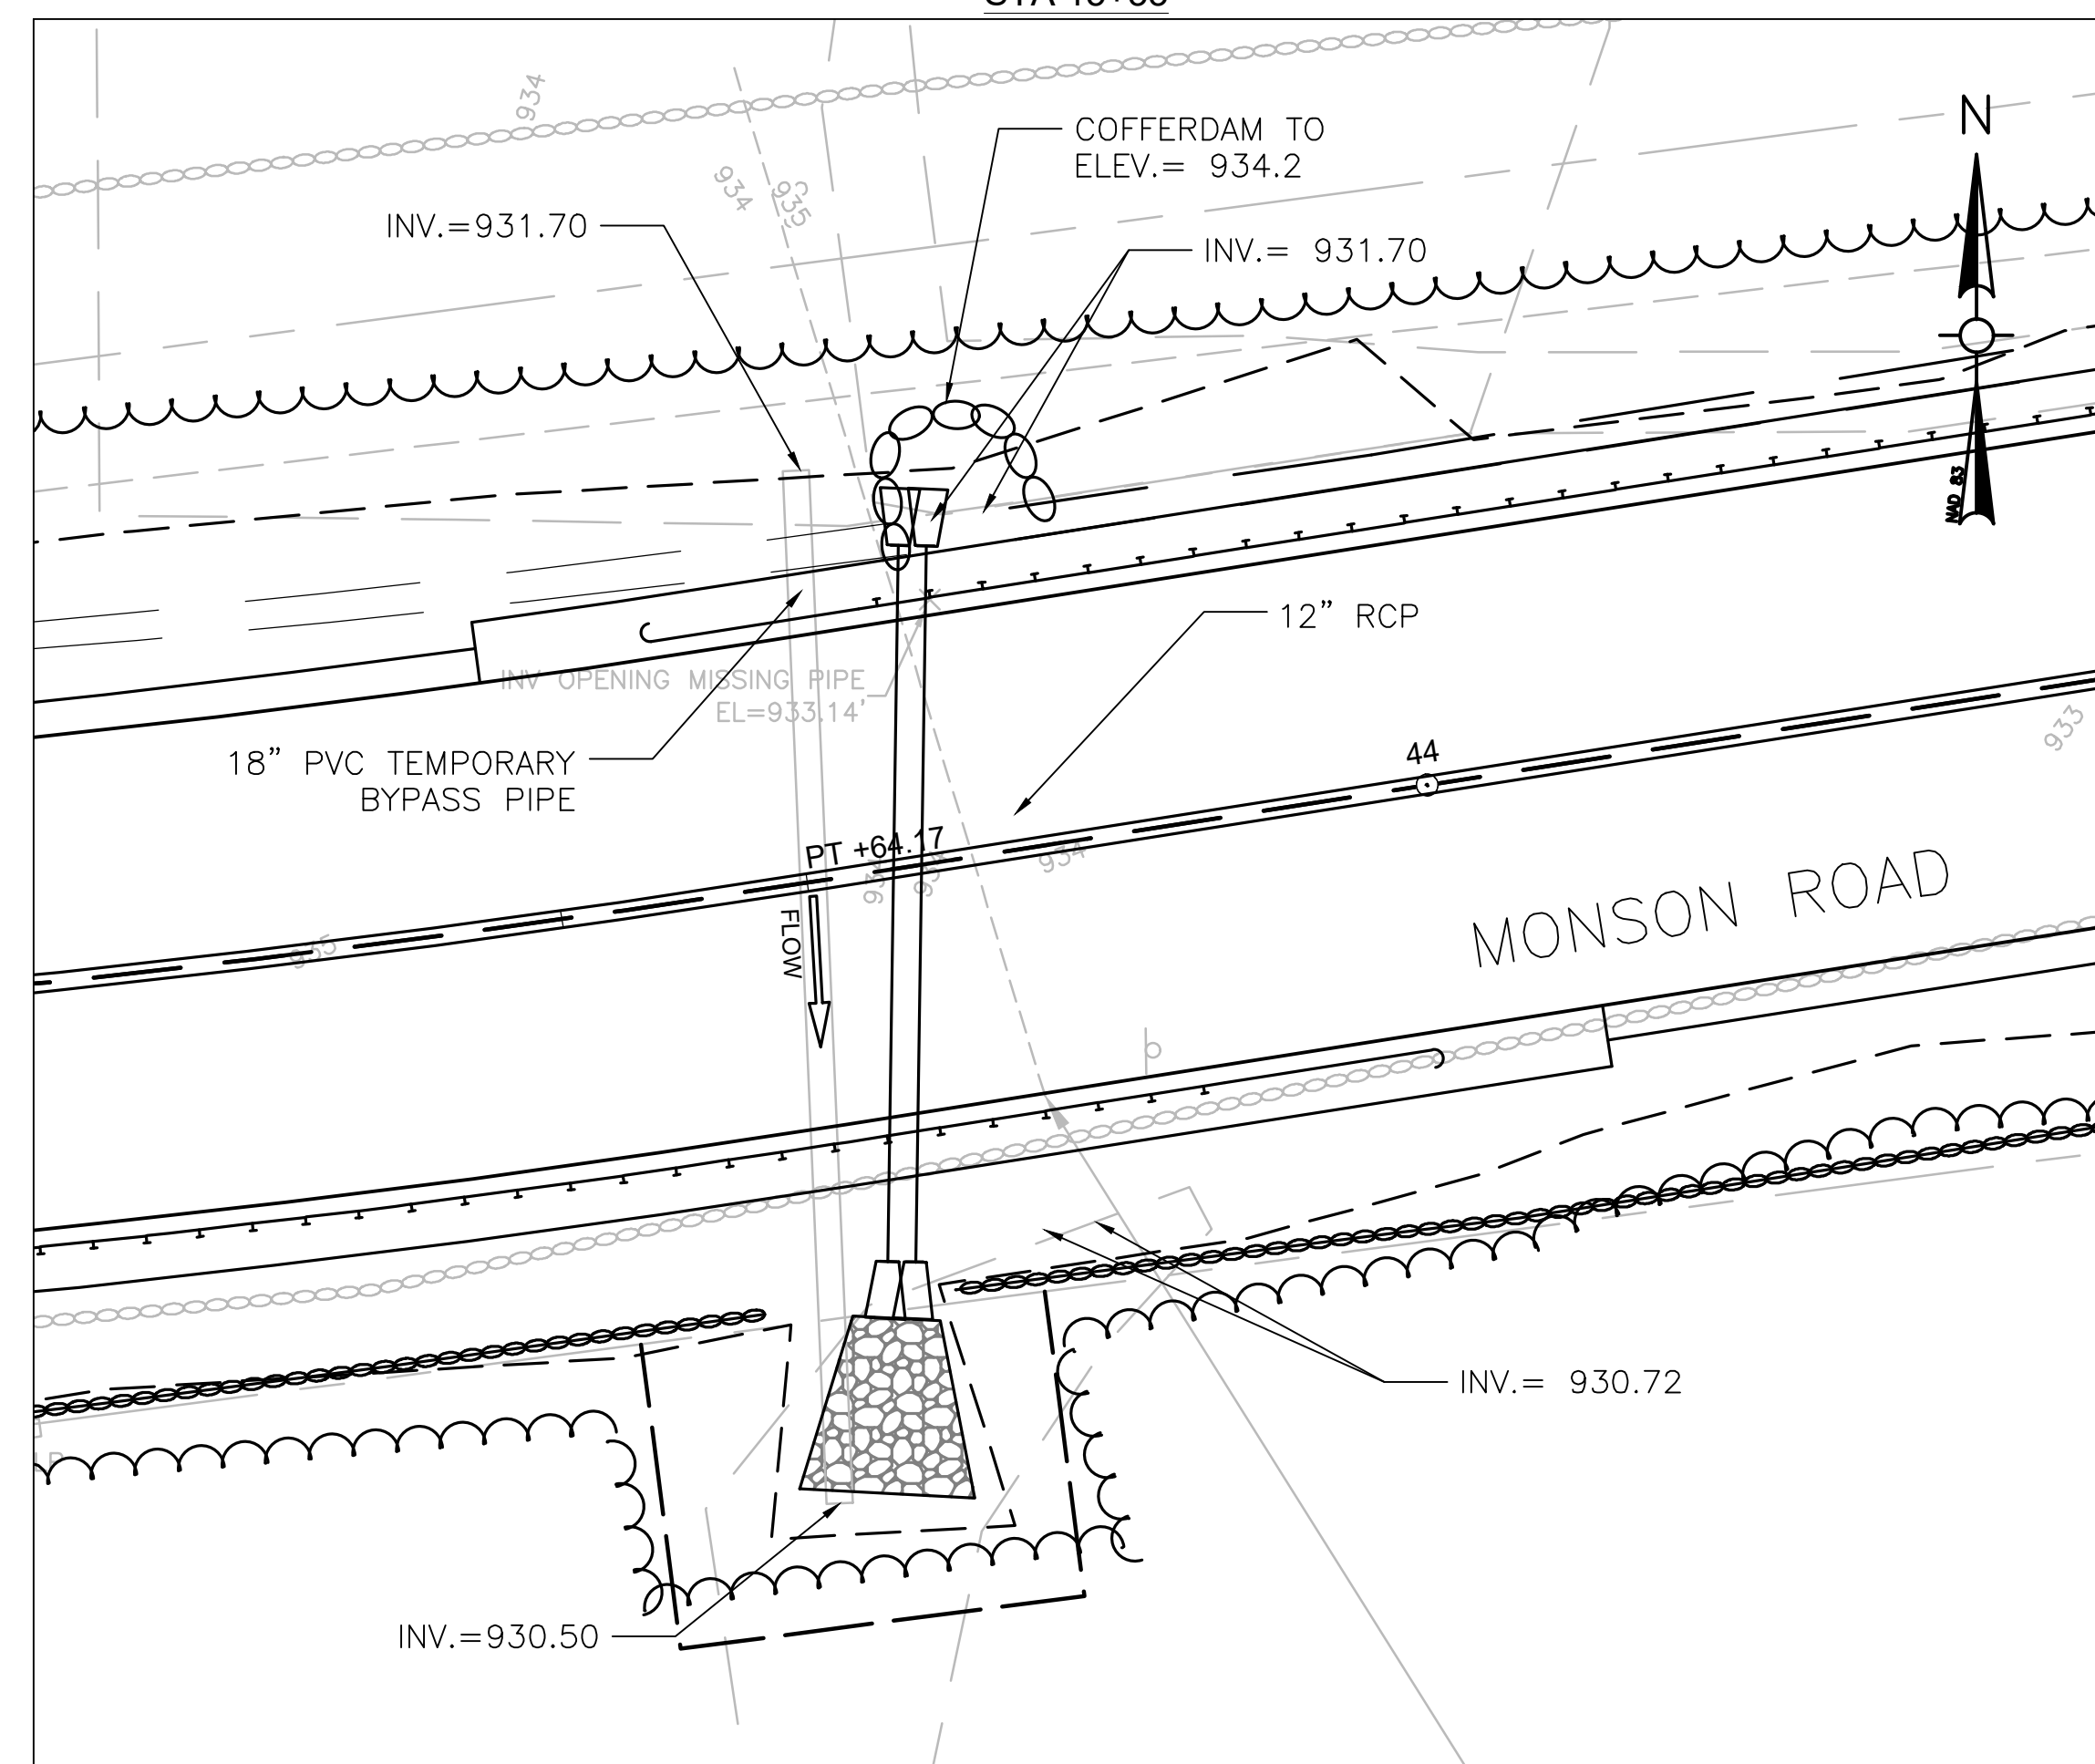 N
934
COFFERDAM TO
ELEV.= 934.2
934
935
INV.=931.70
INV.= 931.70
NAD 83
12” RCP
INV OPENING MISSING PIPE
EL=933.14'
933
18” PVC TEMPORARY
BYPASS PIPE
44
PT +64.17
934
935
FLOW
MONSON ROAD
INV.= 930.72
INV.=930.50